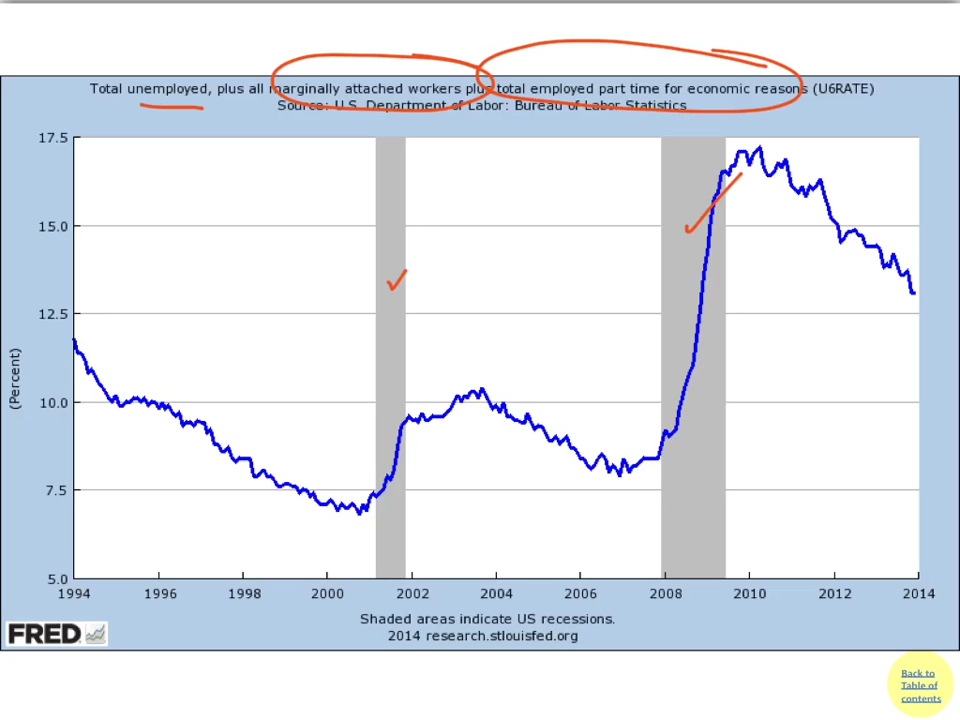 Total unemployed, plus all marginally attached workers plus total employed part time for economic reasons (U6RATE)
Source: U.S. Department of Labor: Bureau of Labor Statistics
17.5
15.0
12.5
10.0
7.5
5.0
(Percent)
1994 1996 1998 2000 2002 2004 2006 2008 2010 2012 2014
Shaded areas indicate US recessions.
2014 research.stlouisfed.org
FRED
Back to
Table of
contents